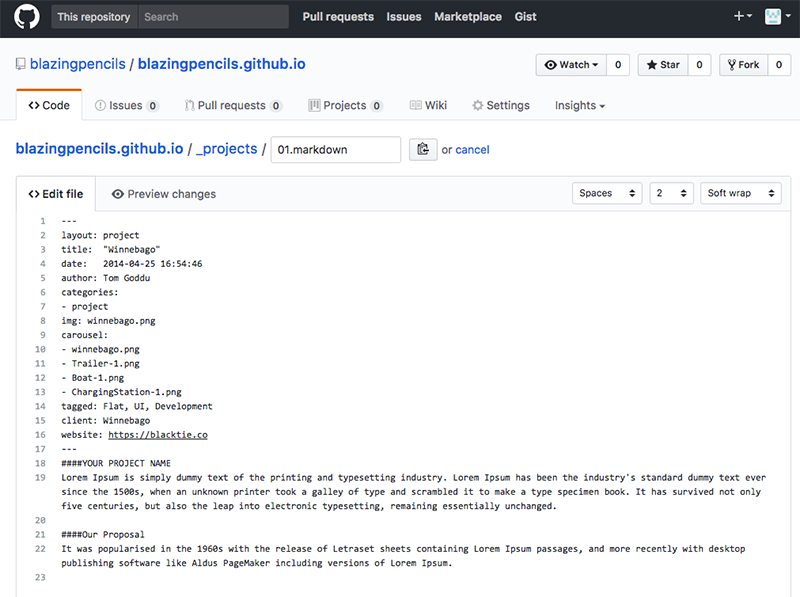 This repository Search Pull requests Issues Marketplace Gist
blazingpencils / blazingpencils.github.io Watch 0 Star 0 Fork 0
Code Issues 0 Pull requests 0 Projects 0 Wiki Settings Insights
blazingpencils.github.io / _projects / 01.markdown or cancel
Edit file Preview changes Spaces 2 Soft wrap
1 ---
2 layout: project
3 title:  "Winnebago"
4 date:   2014-04-25 16:54:46
5 author: Tom Goddu
6 categories:
7 - project
8 img: winnebago.png
9 carousel:
10 - winnebago.png
11 - Trailer-1.png
12 - Boat-1.png
13 - ChargingStation-1.png
14 tagged: Flat, UI, Development
15 client: Winnebago
16 website: https://blacktie.co
17 ---
18 ####YOUR PROJECT NAME
19 Lorem Ipsum is simply dummy text of the printing and typesetting industry. Lorem Ipsum has been the industry's standard dummy text ever
since the 1500s, when an unknown printer took a galley of type and scrambled it to make a type specimen book. It has survived not only
five centuries, but also the leap into electronic typesetting, remaining essentially unchanged.
20
21 ####Our Proposal
22 It was popularised in the 1960s with the release of Letraset sheets containing Lorem Ipsum passages, and more recently with desktop
publishing software like Aldus PageMaker including versions of Lorem Ipsum.
23